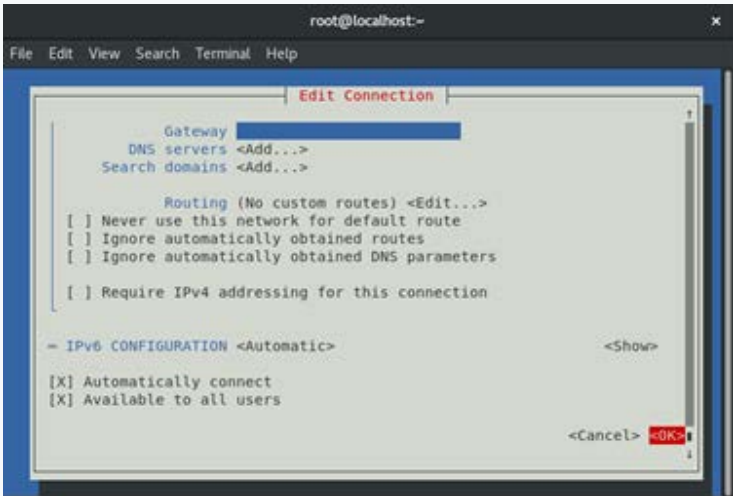 root@localhost:~ ×
File Edit View Search Terminal Help
Edit Connection
Gateway
DNS servers <Add...>
Search domains <Add...>
Routing (No custom routes) <Edit...>
[ ] Never use this network for default route
[ ] Ignore automatically obtained routes
[ ] Ignore automatically obtained DNS parameters
[ ] Require IPv4 addressing for this connection
= IPv6 CONFIGURATION <Automatic> <Show>
[X] Automatically connect
[X] Available to all users
<Cancel> <OK>